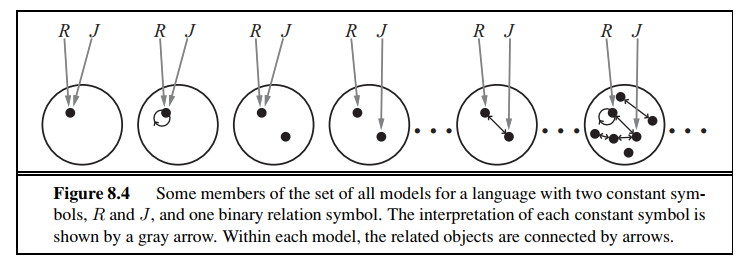 R J R J R J R J R J R J
Figure 8.4 Some members of the set of all models for a language with two constant sym-
bols, R and J, and one binary relation symbol. The interpretation of each constant symbol is
shown by a gray arrow. Within each model, the related objects are connected by arrows.